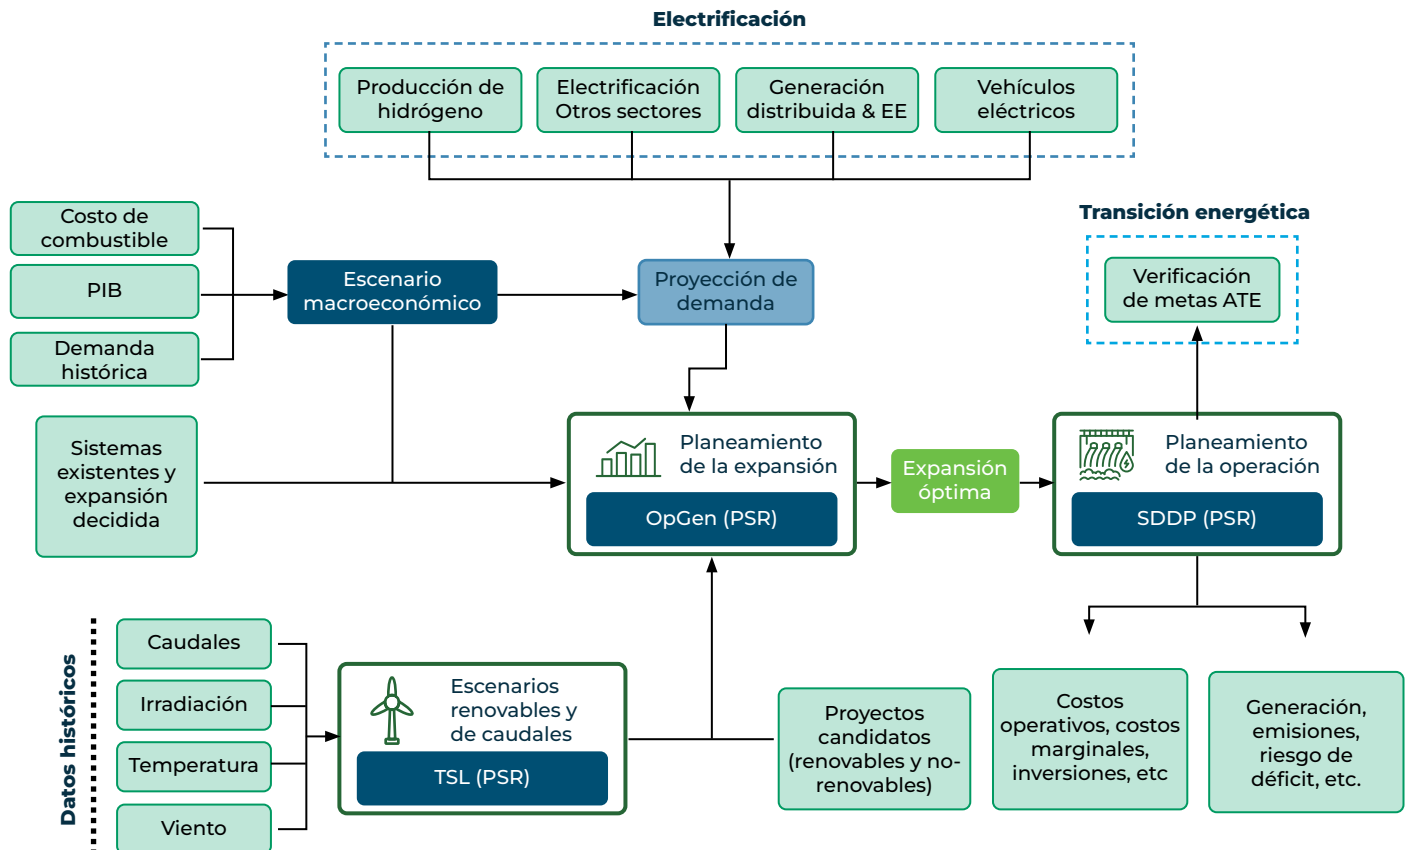 Electrificación
Producción de
hidrógeno
Electrificación
Otros sectores
Generación
distribuida & EE
Vehículos
eléctricos
Costo de
combustible
PIB
Demanda
histórica
Escenario
macroeconómico
Proyección de
demanda
Transición energética
Verificación
de metas ATE
Sistemas
existentes y
expansión
decidida
Planeamiento
de la expansión
OpGen (PSR)
Expansión
óptima
Planeamiento
de la operación
SDDP (PSR)
Datos históricos
Caudales
Irradiación
Temperatura
Viento
Escenarios
renovables y
de caudales
TSL (PSR)
Proyectos
candidatos
(renovables y no-
renovables)
Costos
operativos, costos
marginales,
inversiones, etc
Generación,
emisiones,
riesgo de
déficit, etc.